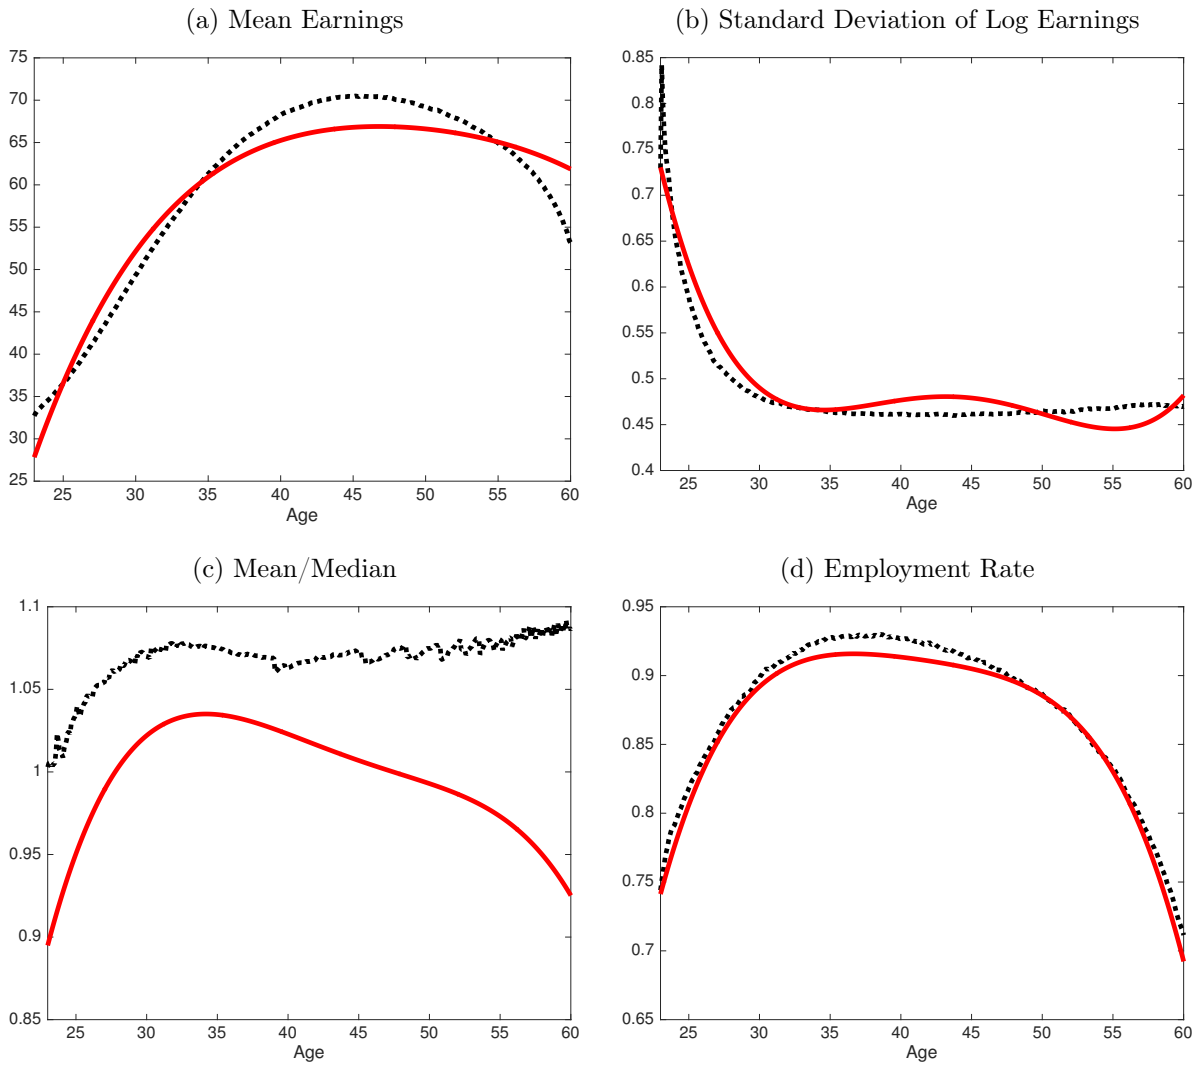 (a) Mean Earnings
75
70
65
60
55
50
45
40
35
30
25
25 30 35 40 45 50 55 60
Age
(b) Standard Deviation of Log Earnings
0.85
0.8
0.75
0.7
0.65
0.6
0.55
0.5
0.45
0.4
25 30 35 40 45 50 55 60
Age
(c) Mean/Median
1.1
1.05
1
0.95
0.9
0.85
25 30 35 40 45 50 55 60
Age
(d) Employment Rate
0.95
0.9
0.85
0.8
0.75
0.7
0.65
25 30 35 40 45 50 55 60
Age